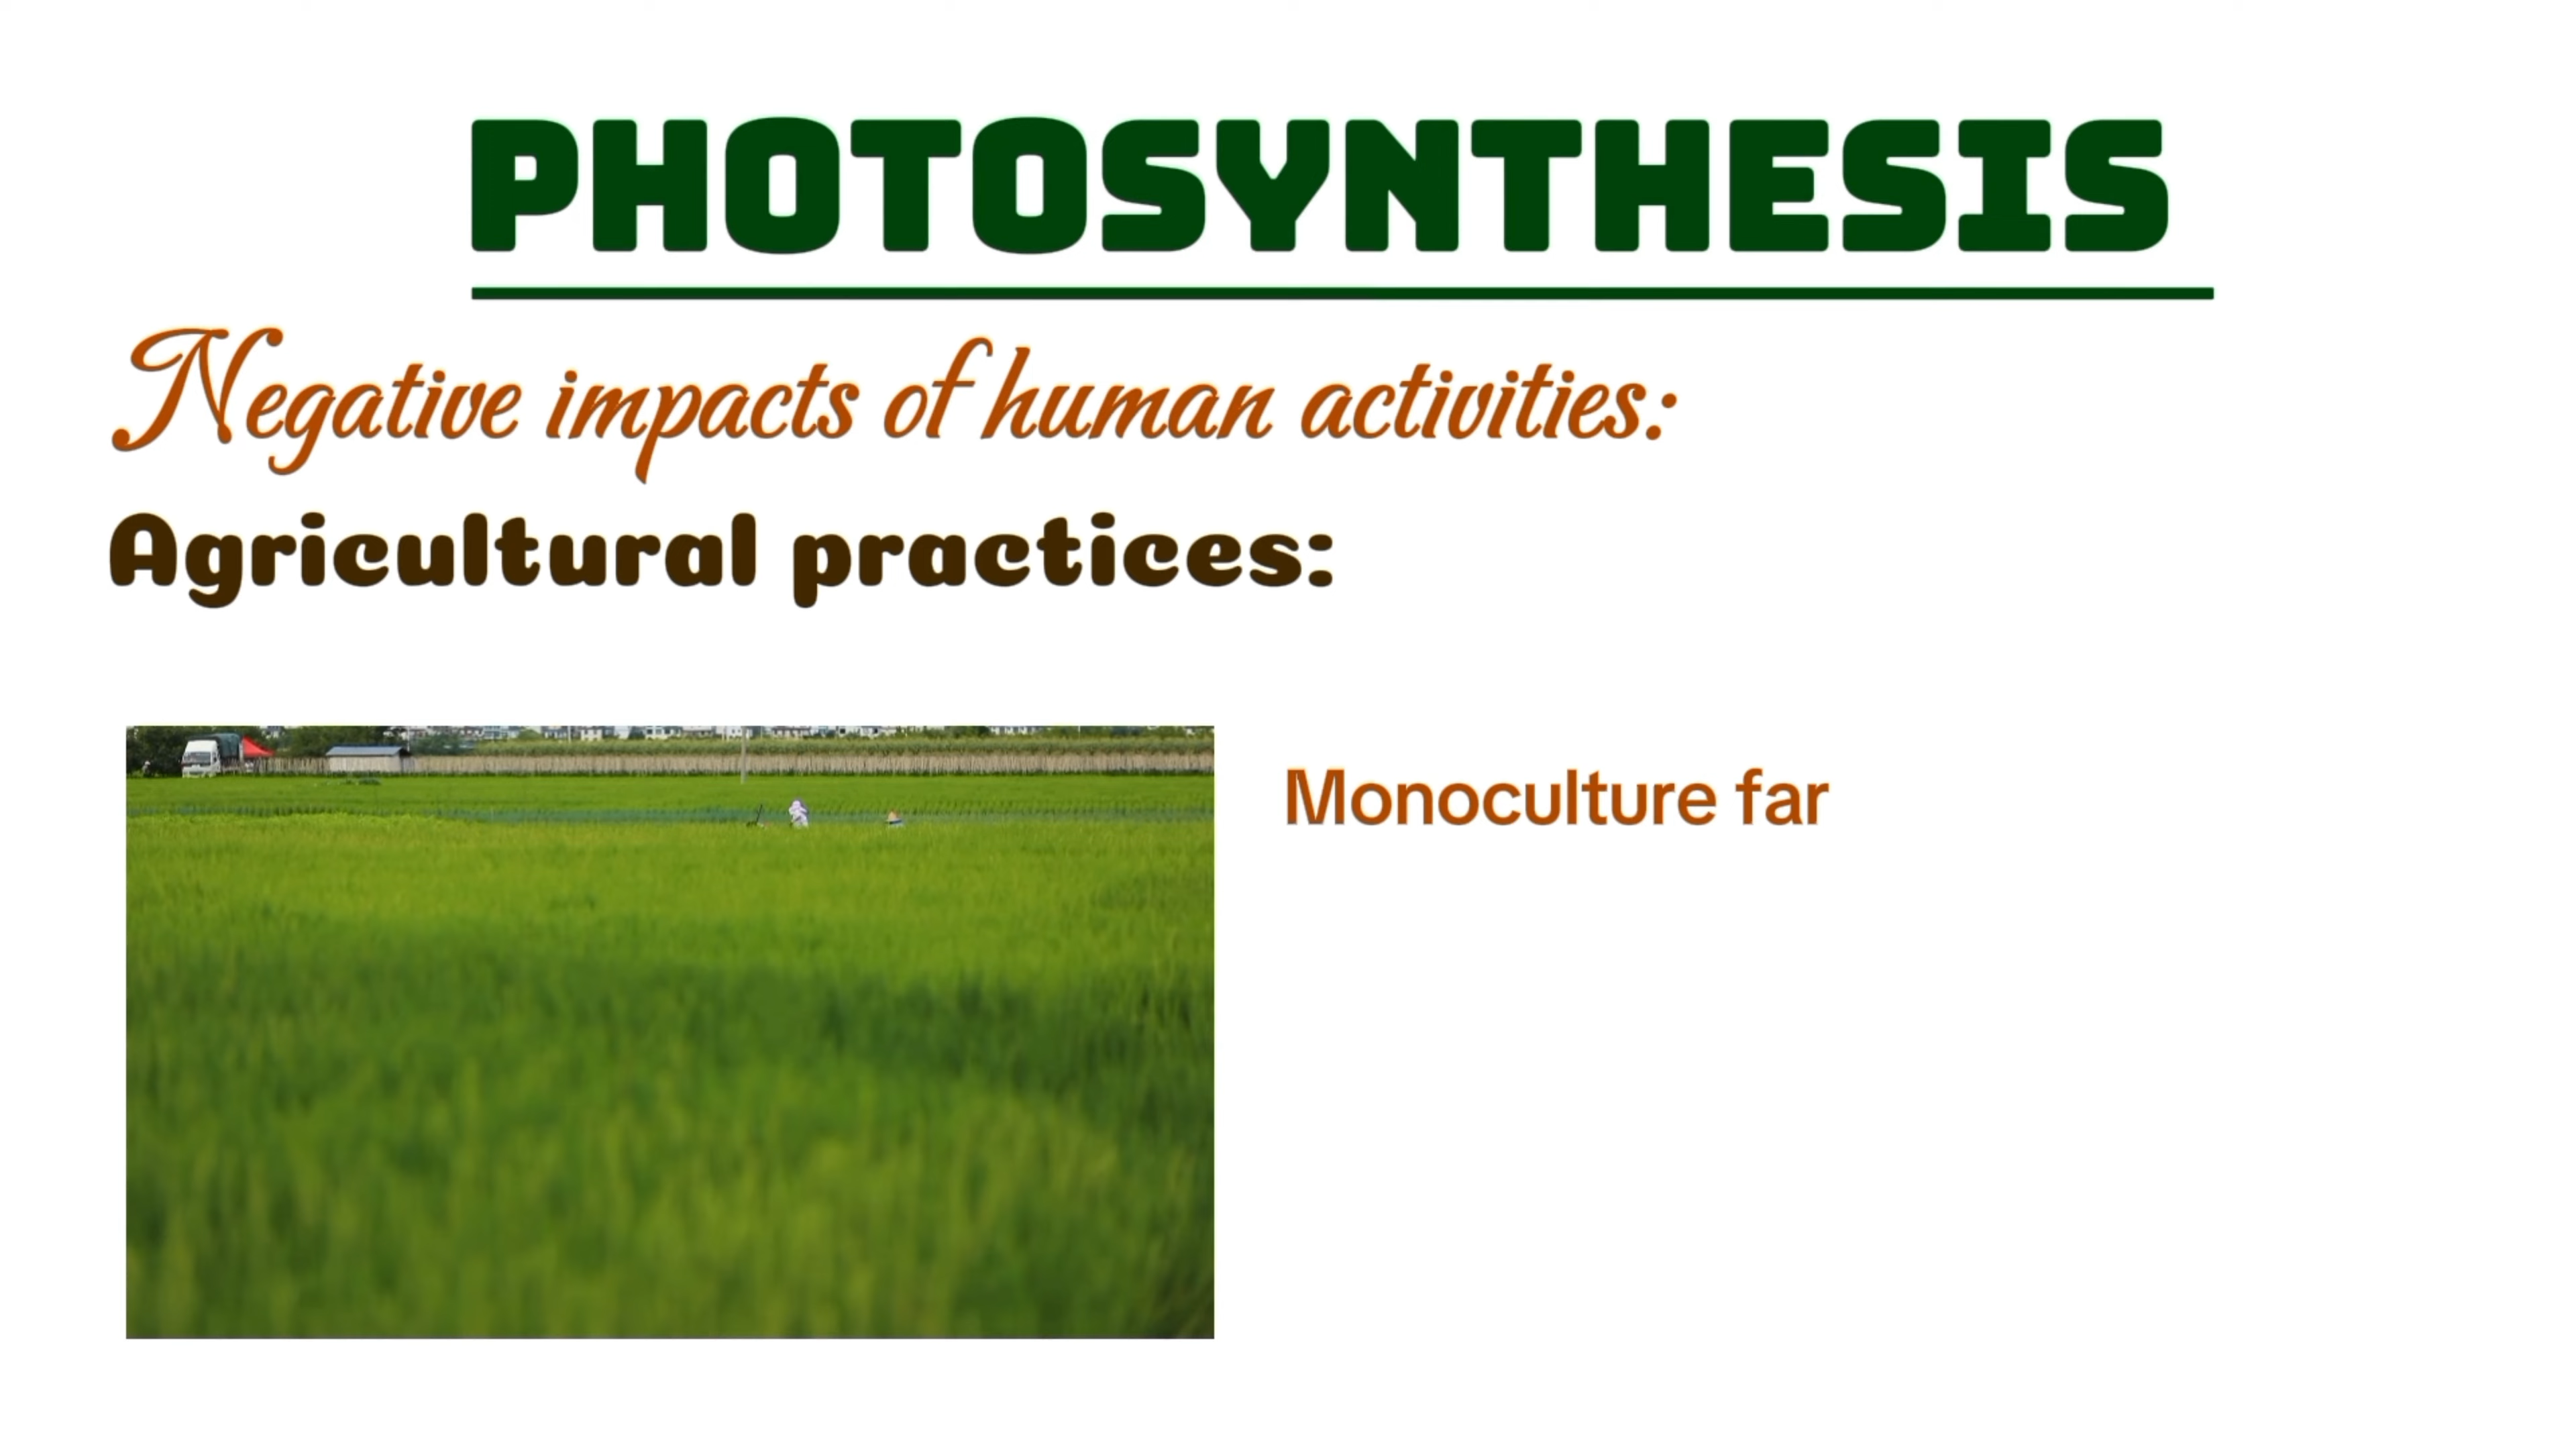 PHOTOSYNTHESIS
Negative impacts of human activities:
Agricultural practices:
Monoculture far